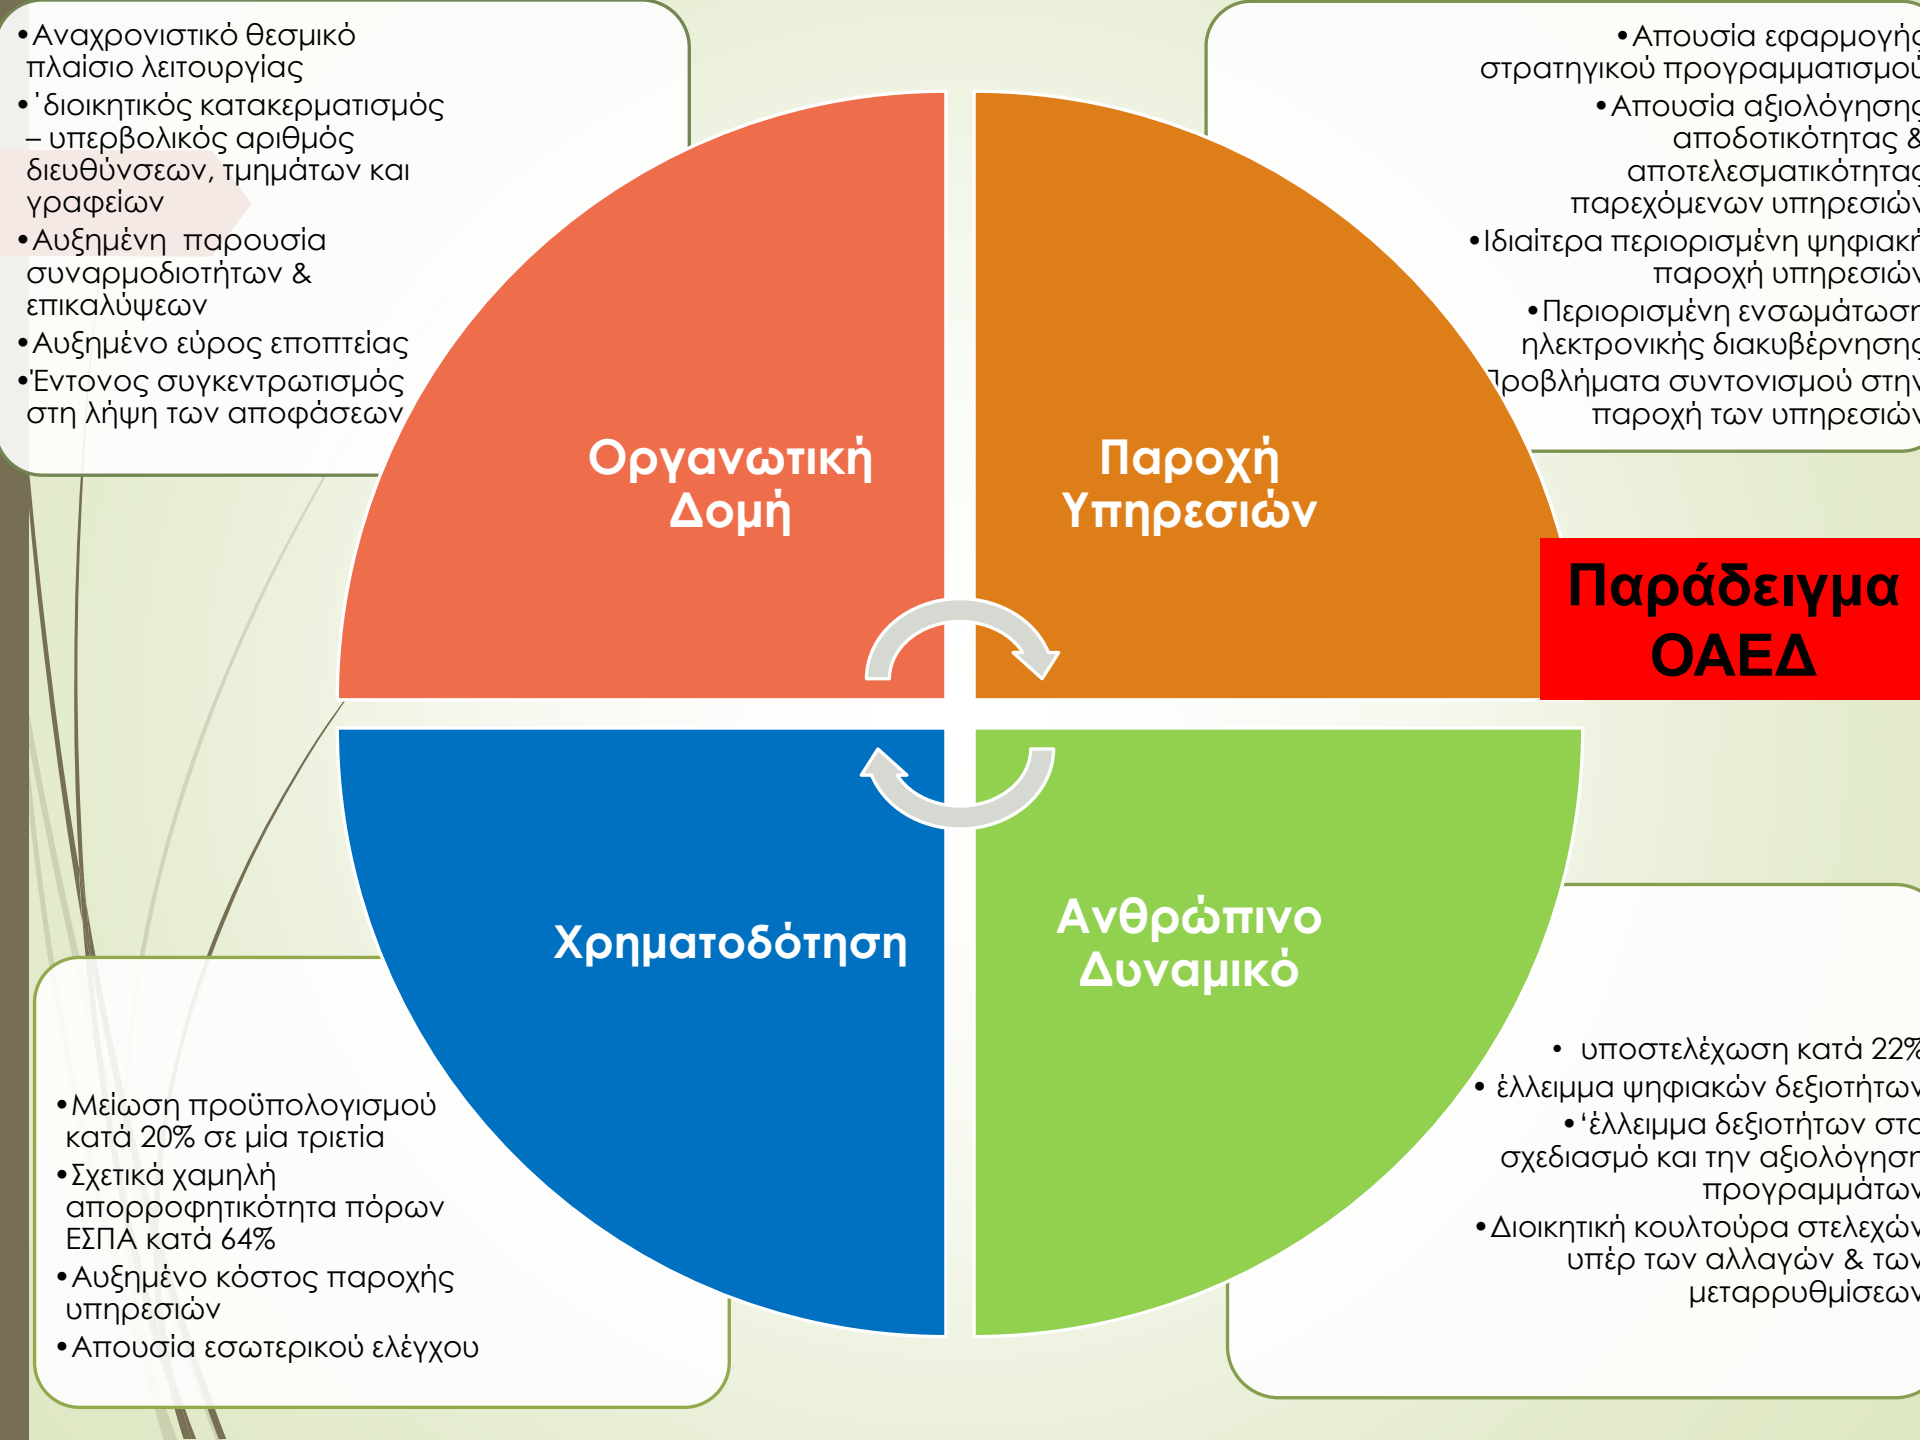 •Αναχρονιστικό θεσμικό
πλαίσιο λειτουργίας
•΄διοικητικός κατακερματισμός
– υπερβολικός αριθμός
διευθύνσεων, τμημάτων και
γραφείων
•Αυξημένη παρουσία
συναρμοδιοτήτων &
επικαλύψεων
•Αυξημένο εύρος εποπτείας
•Έντονος συγκεντρωτισμός
στη λήψη των αποφάσεων
•Απουσία εφαρμογής
στρατηγικού προγραμματισμού
•Απουσία αξιολόγησης
αποδοτικότητας &
αποτελεσματικότητας
παρεχόμενων υπηρεσιών
•Ιδιαίτερα περιορισμένη ψηφιακή
παροχή υπηρεσιών
•Περιορισμένη ενσωμάτωση
ηλεκτρονικής διακυβέρνησης
Προβλήματα συντονισμού στην
παροχή των υπηρεσιών
Οργανωτική
Δομή
Παροχή
Υπηρεσιών
Παράδειγμα
ΟΑΕΔ
Χρηματοδότηση
Ανθρώπινο
Δυναμικό
•Μείωση προϋπολογισμού
κατά 20% σε μία τριετία
•Σχετικά χαμηλή
απορροφητικότητα πόρων
ΕΣΠΑ κατά 64%
•Αυξημένο κόστος παροχής
υπηρεσιών
•Απουσία εσωτερικού ελέγχου
• υποστελέχωση κατά 22%
• έλλειμμα ψηφιακών δεξιοτήτων
•‘έλλειμμα δεξιοτήτων στο
σχεδιασμό και την αξιολόγηση
προγραμμάτων
•Διοικητική κουλτούρα στελεχών
υπέρ των αλλαγών & των
μεταρρυθμίσεων